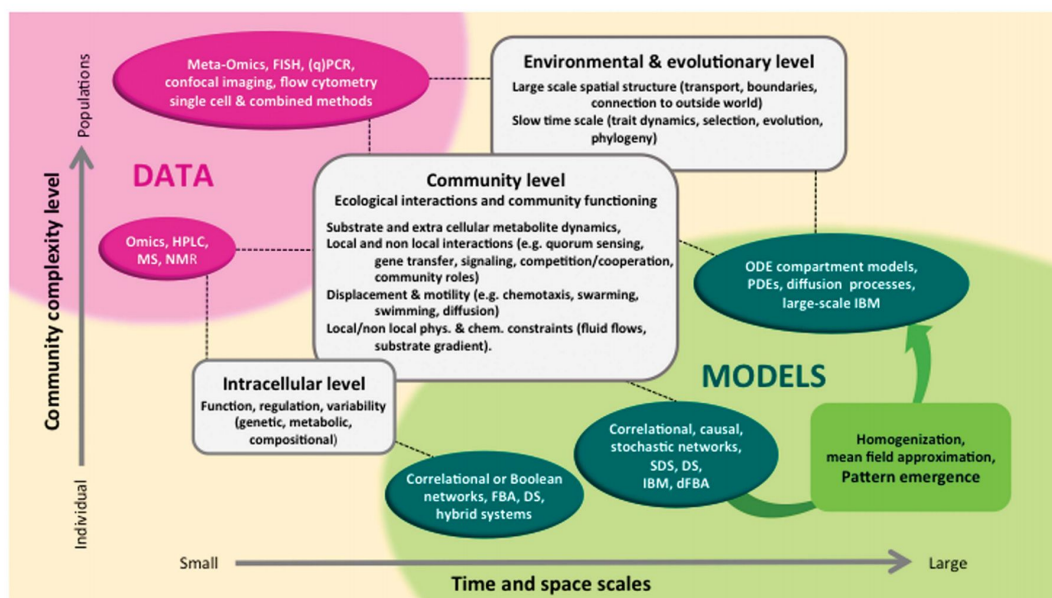 Meta-Omics, FISH, (q)PCR,
confocal imaging, flow cytometry
single cell & combined methods
Environmental & evolutionary level
Large scale spatial structure (transport, boundaries,
connection to outside world)
Slow time scale (trait dynamics, selection, evolution,
phylogeny)
Populations
DATA
Community level
Ecological interactions and community functioning
Substrate and extra cellular metabolite dynamics,
Local and non local interactions (e.g. quorum sensing,
gene transfer, signaling, competition/cooperation,
community roles)
Displacement & motility (e.g. chemotaxis, swarming,
swimming, diffusion)
Local/non local phys. & chem. constraints (fluid flows,
substrate gradient).
Omics, HPLC,
MS, NMR
Community complexity level
ODE compartment models,
PDEs, diffusion processes,
large-scale IBM
MODELS
Intracellular level
Function, regulation, variability
(genetic, metabolic,
compositional)
Correlational, causal,
stochastic networks,
SDS, DS,
IBM, dFBA
Homogenization,
mean field approximation,
Pattern emergence
Correlational or Boolean
networks, FBA, DS,
hybrid systems
Individual
Small
Large
Time and space scales